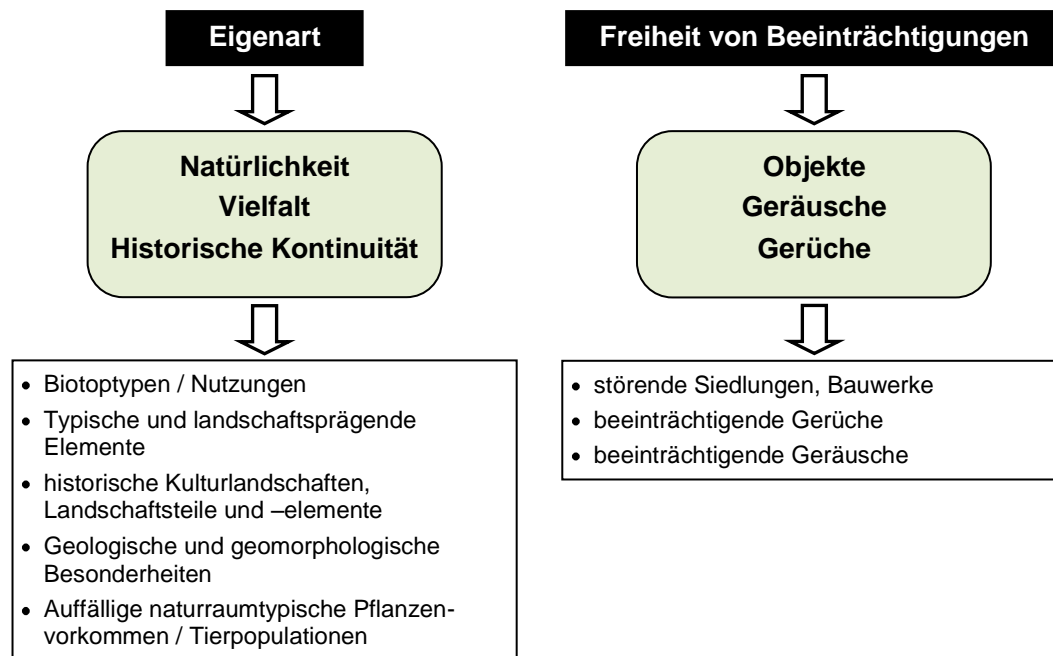 Eigenart
Natürlichkeit
Vielfalt
Historische Kontinuität
• Biotoptypen / Nutzungen
• Typische und landschaftsprägende
Elemente
• historische Kulturlandschaften,
Landschaftsteile und –elemente
• Geologische und geomorphologische
Besonderheiten
• Auffällige naturraumtypische Pflanzen-
vorkommen / Tierpopulationen
Freiheit von Beeinträchtigungen
Objekte
Geräusche
Gerüche
• störende Siedlungen, Bauwerke
• beeinträchtigende Gerüche
• beeinträchtigende Geräusche